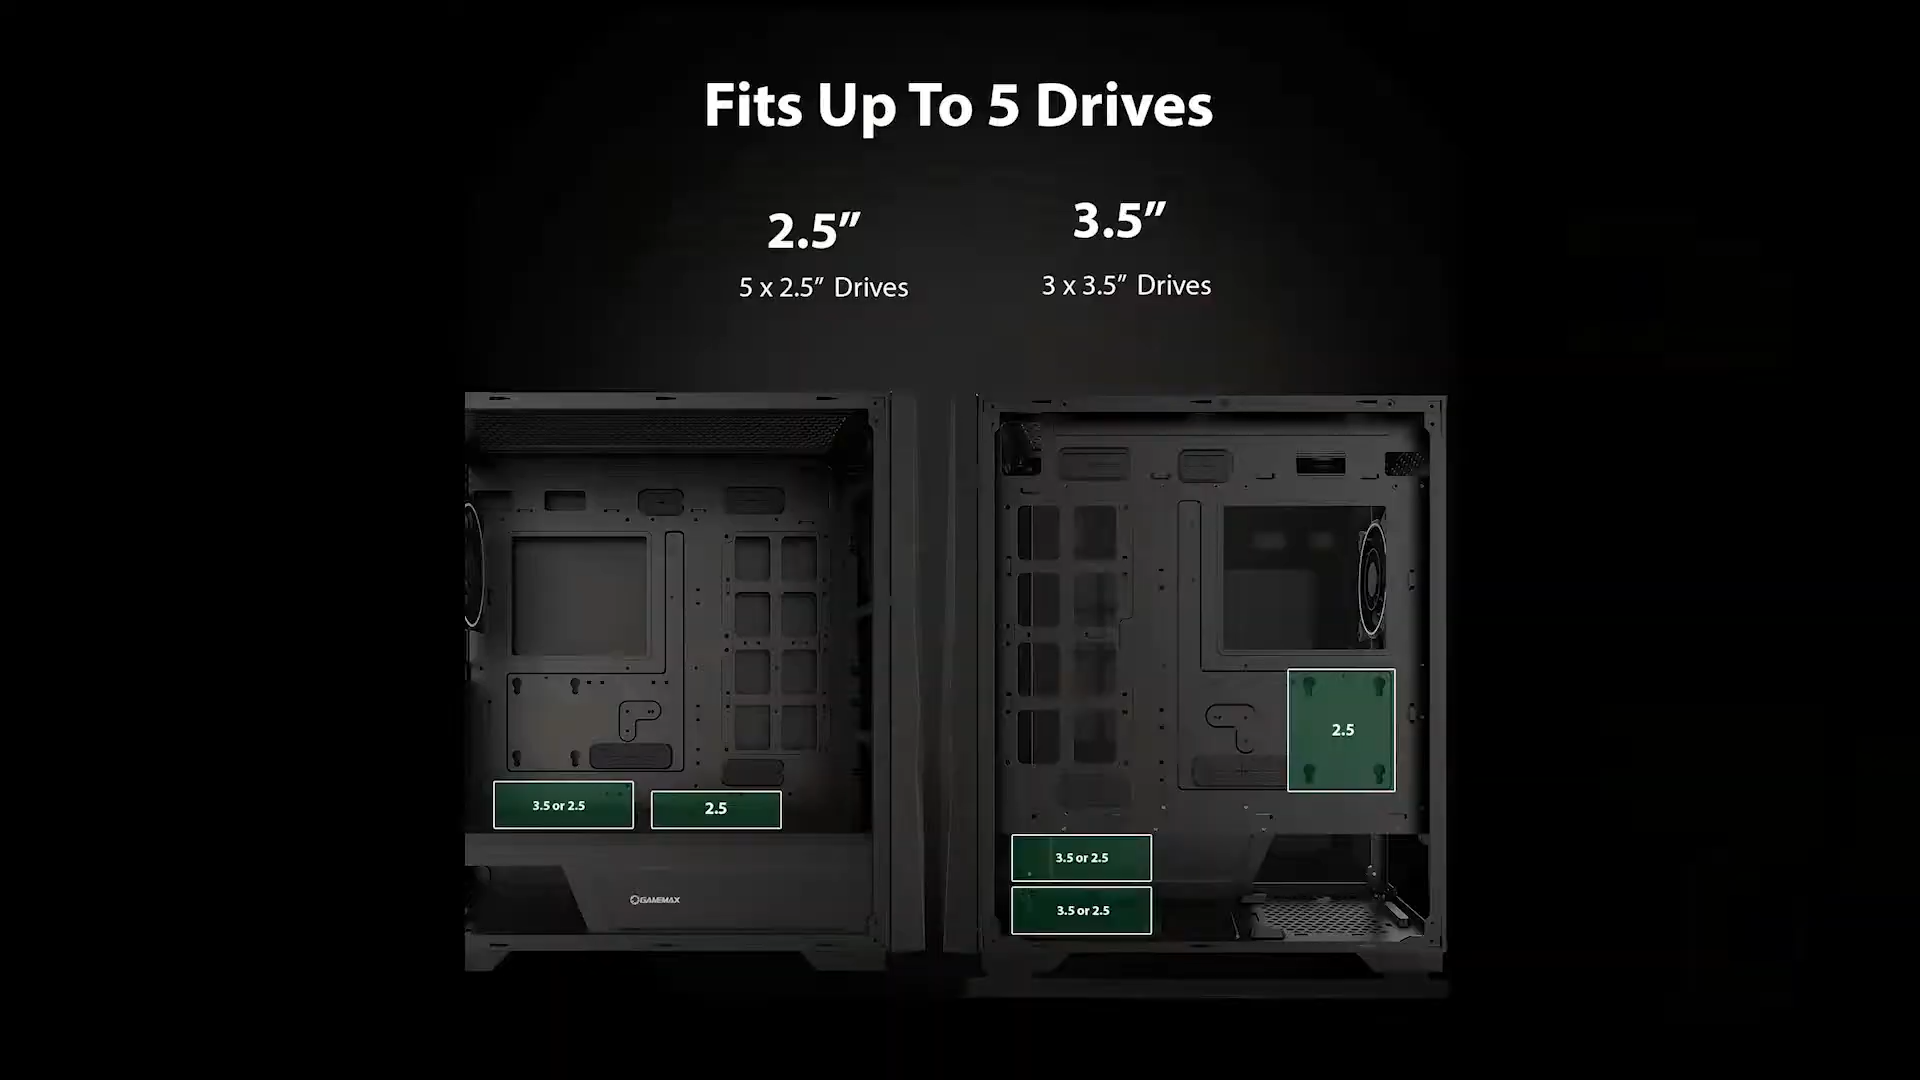 Fits Up To 5 Drives
2.5”
3.5”
5 x 2.5” Drives
3 x 3.5” Drives
3.5 or 2.5
2.5
GAMEMAX
2.5
3.5 or 2.5
3.5 or 2.5